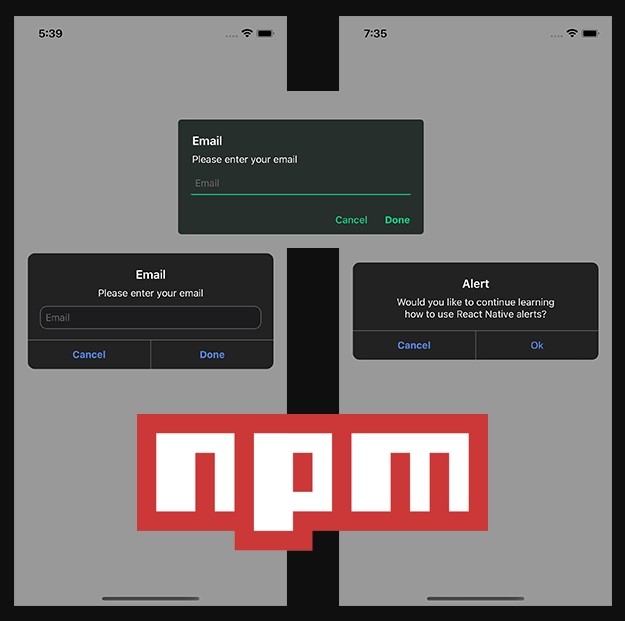 5:39
7:35
Email
Please enter your email
Email
Cancel Done
Email
Please enter your email
Email
Cancel Done
Alert
Would you like to continue learning
how to use React Native alerts?
Cancel Ok
npm